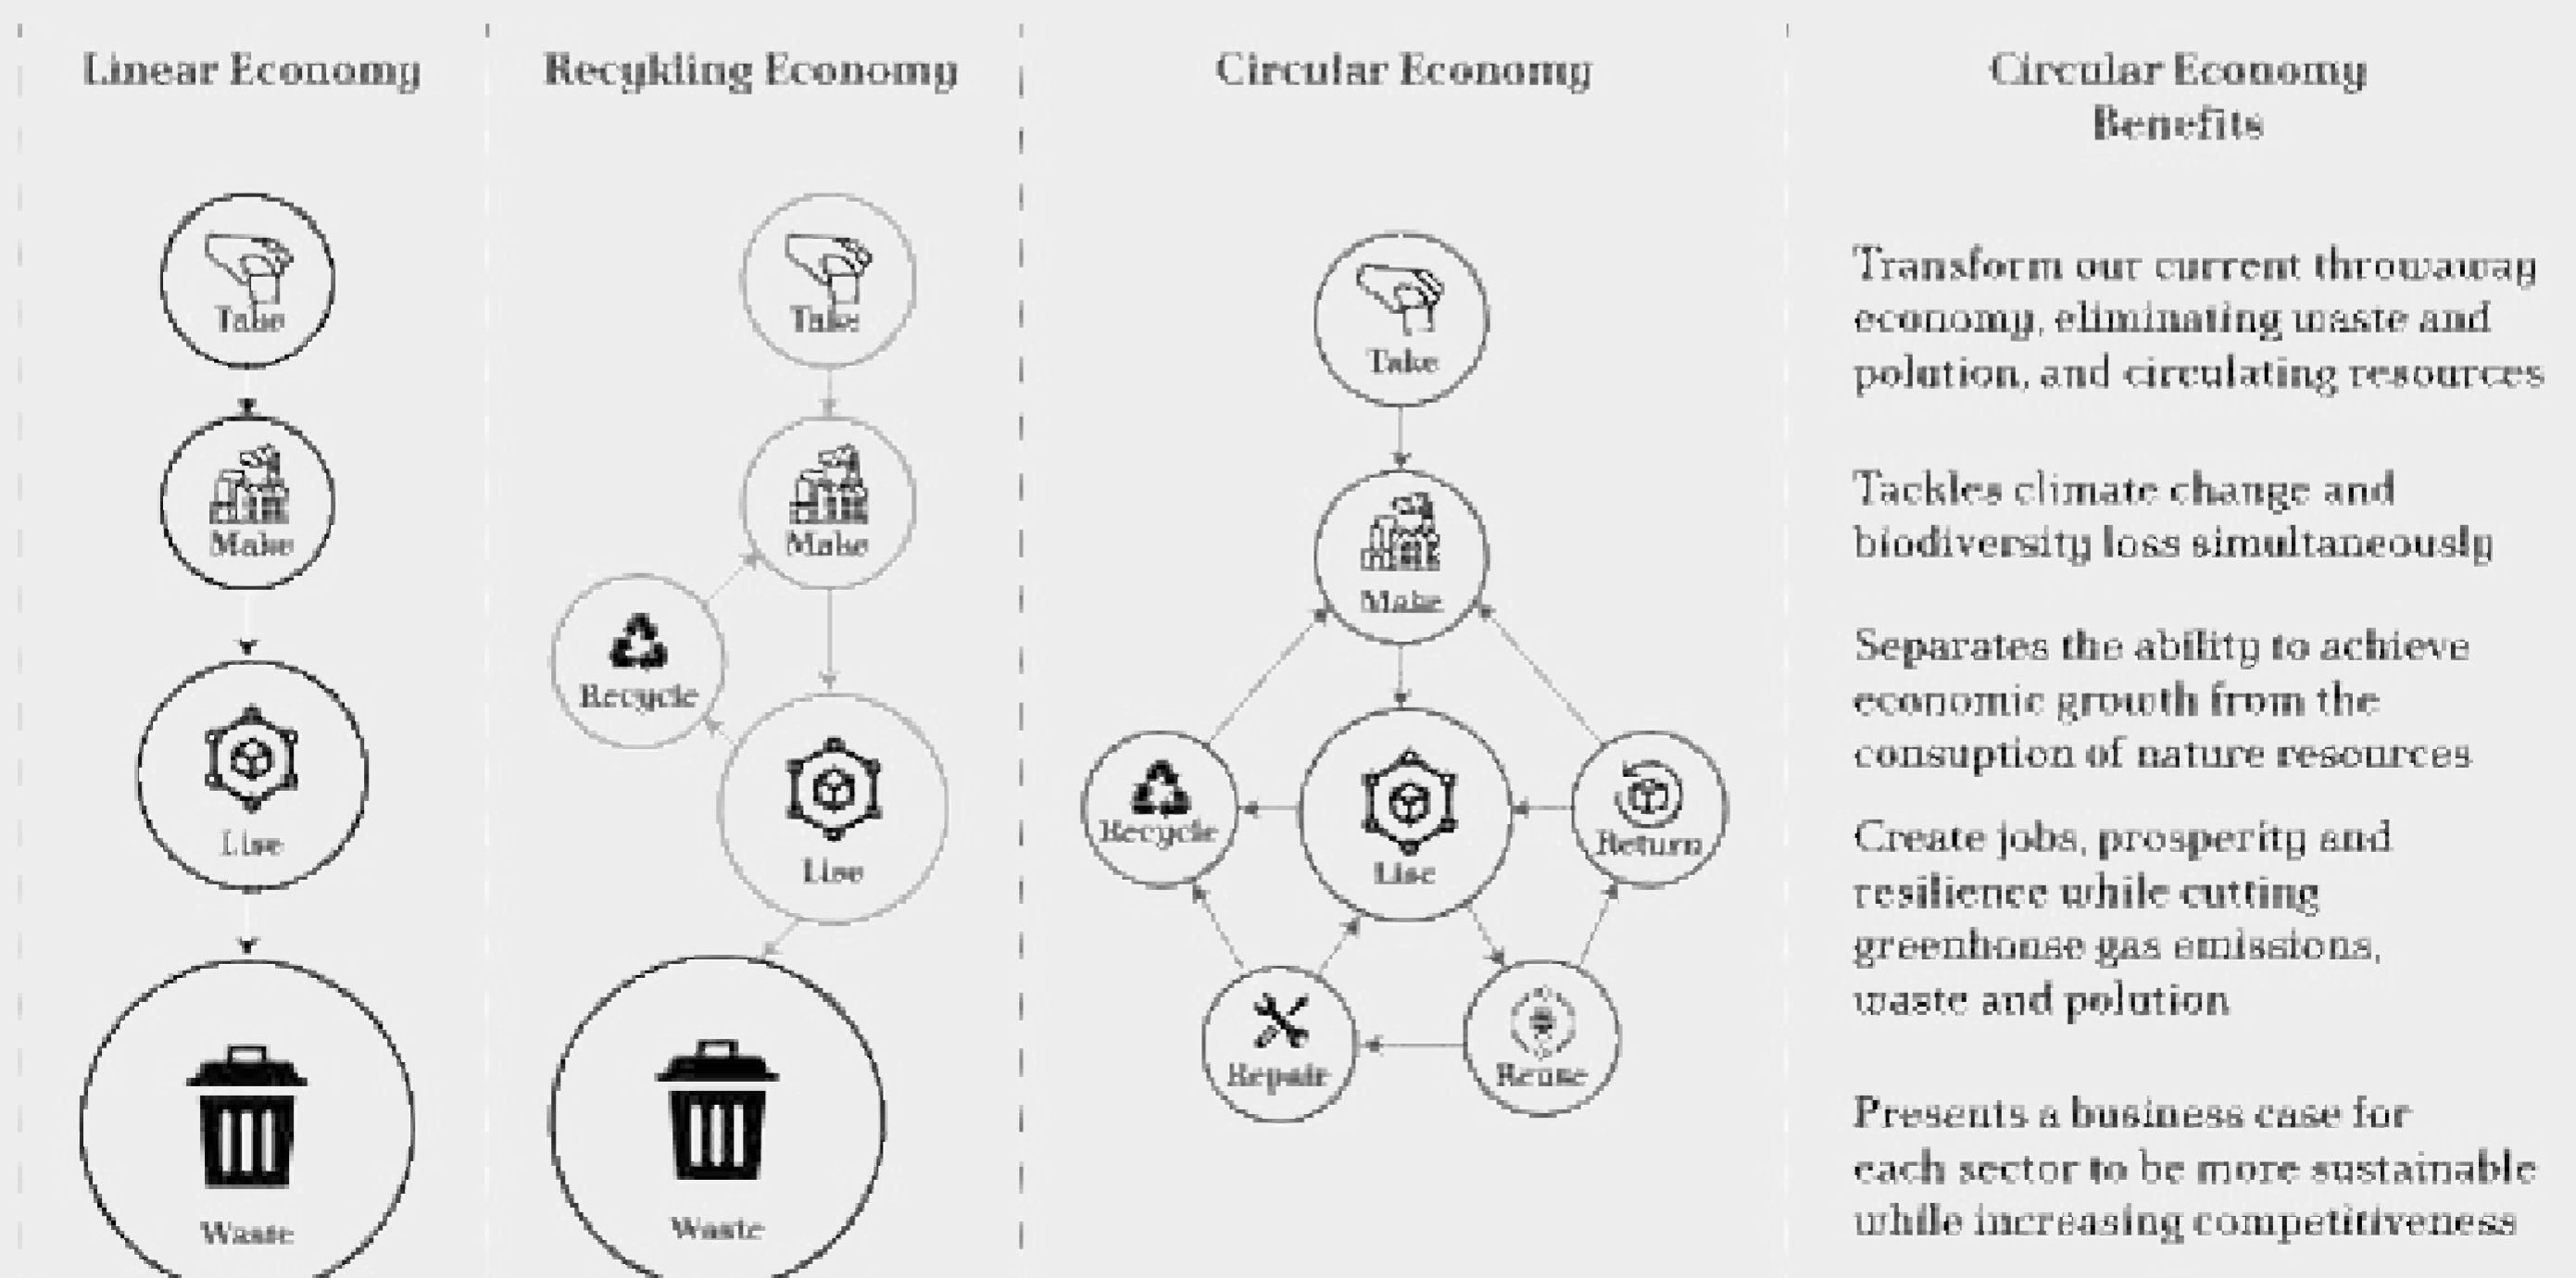 Linear Economy
Take
Make
Use
Waste
Recykling Economy
Take
Make
Recycle
Use
Waste
Circular Economy
Take
Make
Recycle
Use
Return
Repair
Reuse
Circular Economy
Benefits
Transform our current throwaway
economy, eliminating waste and
polution, and circulating resources
Tackles climate change and
biodiversity loss simultaneously
Separates the ability to achieve
economic growth from the
consuption of nature resources
Create jobs, prosperity and
resilience while cutting
greenhouse gas emissions,
waste and polution
Presents a business case for
each sector to be more sustainable
while increasing competitiveness